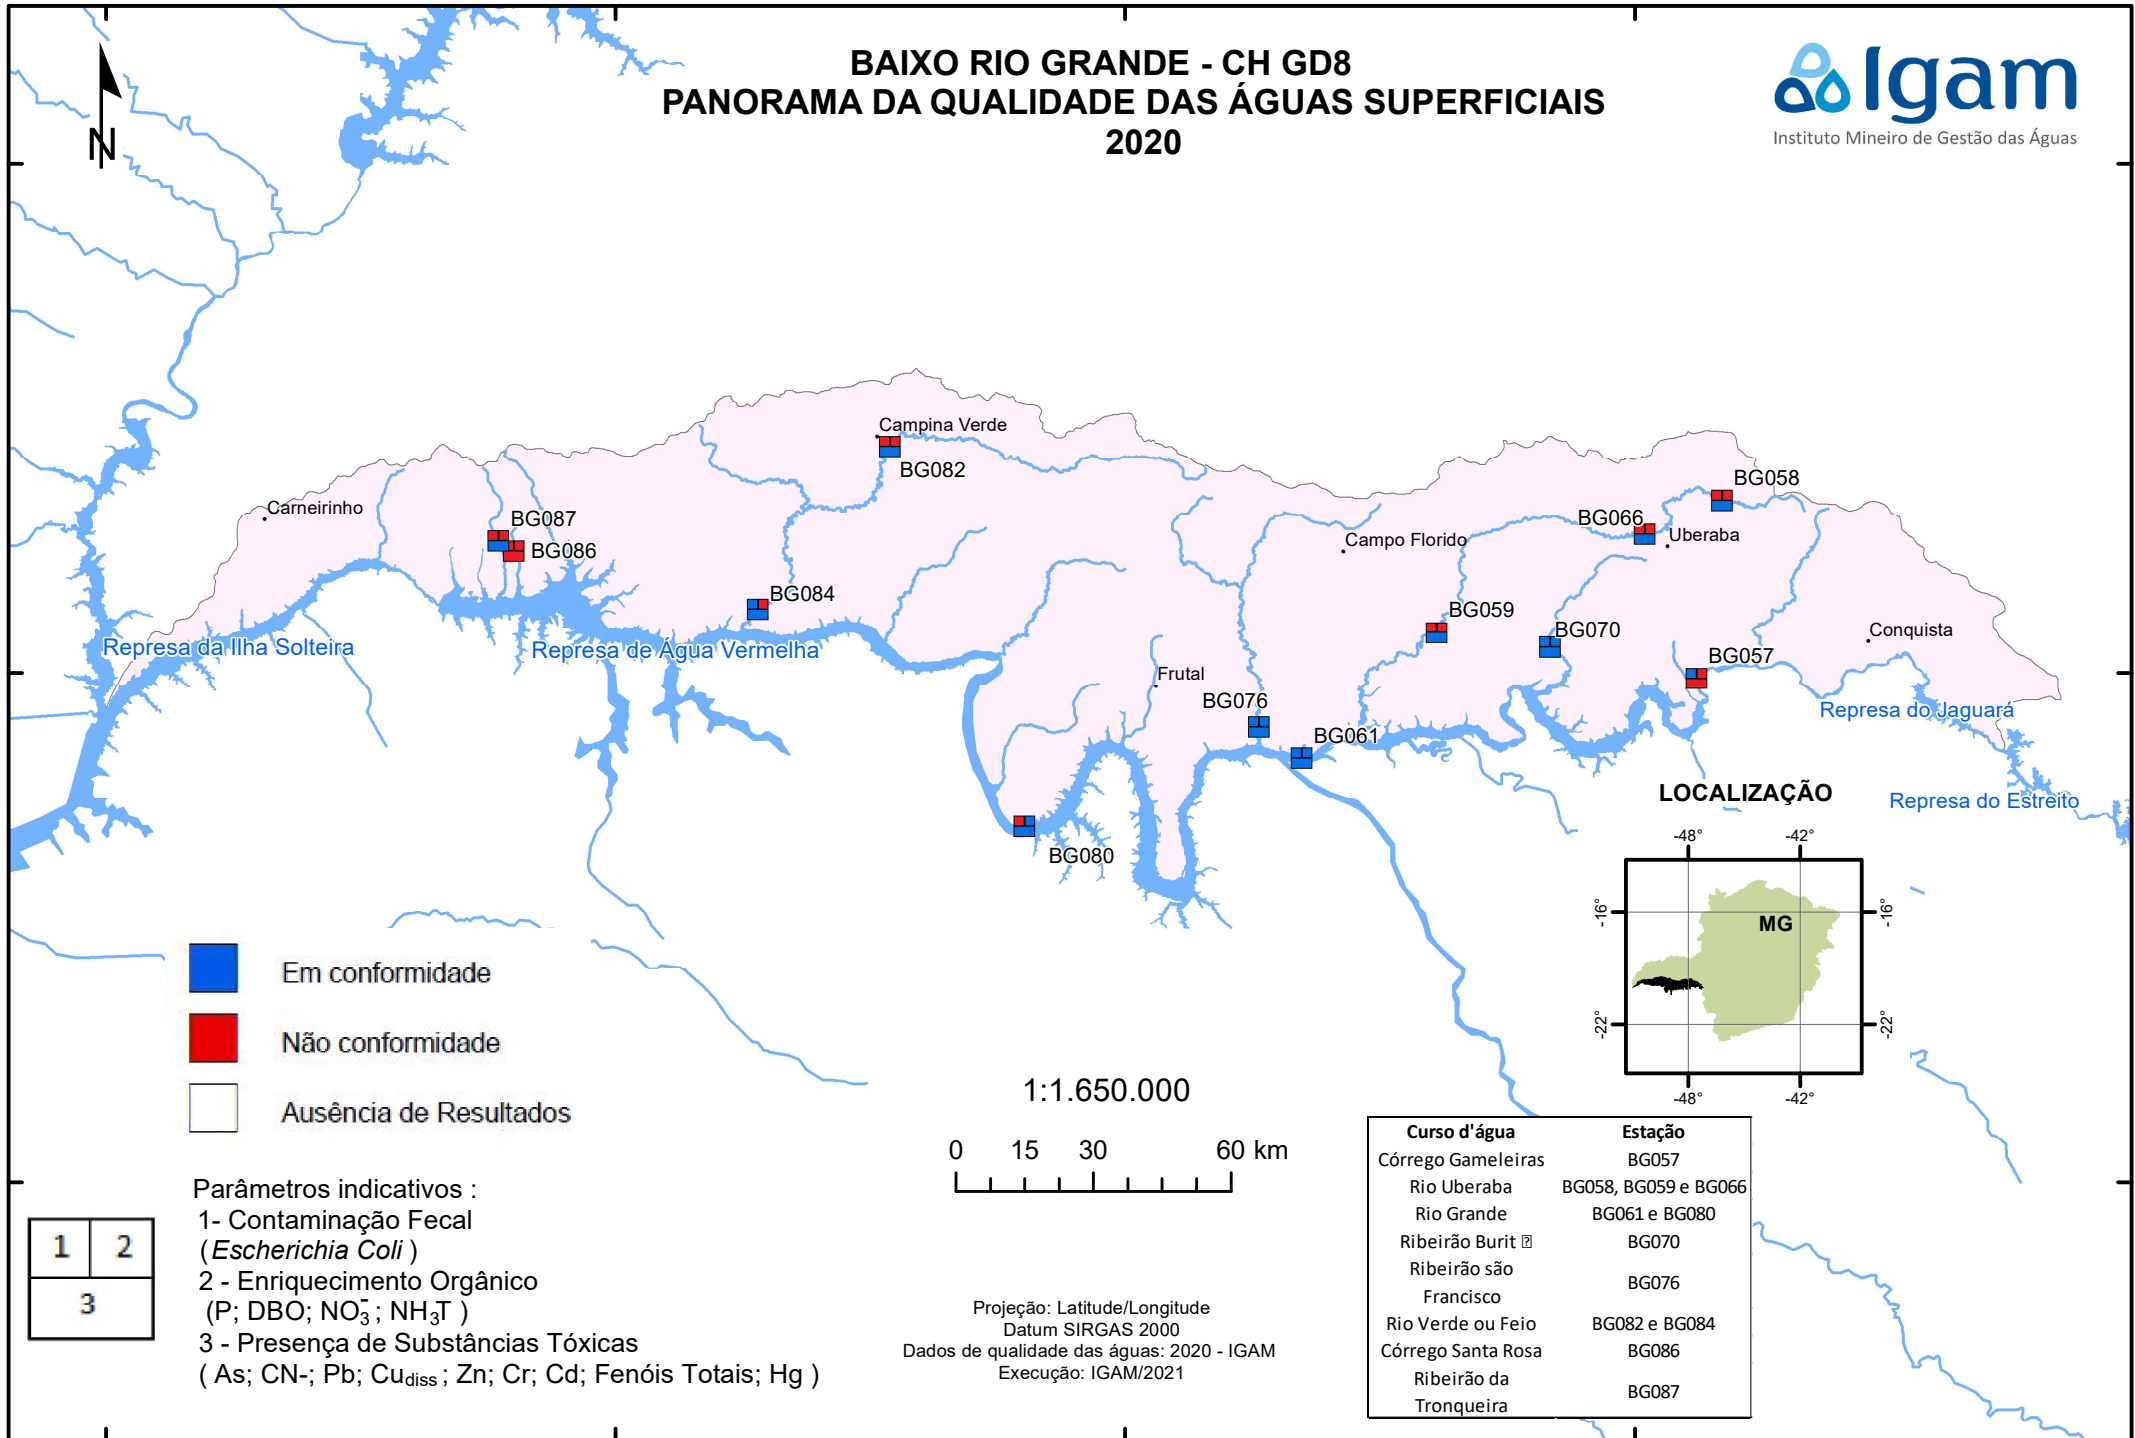 BAIXO RIO GRANDE - CH GD8
PANORAMA DA QUALIDADE DAS ÁGUAS SUPERFICIAIS
2020
Igam
Instituto Mineiro de Gestão das Águas
N
Campina Verde
BG082
BG058
Carneirinho
BG087
BG086
BG066
Uberaba
Campo Florido
BG084
BG059
BG070
Conquista
Represa da Ilha Solteira
Represa de Água Vermelha
BG057
Frutal
BG076
Represa do Jaguará
BG061
BG080
Represa do Estreito
LOCALIZAÇÃO
-48° -42°
-16° -16°
MG
-22° -22°
-48° -42°
Em conformidade
Não conformidade
Ausência de Resultados
1:1.650.000
0 15 30 60 km
Parâmetros indicativos :
1- Contaminação Fecal
(Escherichia Coli )
2 - Enriquecimento Orgânico
(P; DBO; NO₃⁻; NH₃T )
3 - Presença de Substâncias Tóxicas
( As; CN-; Pb; Cu diss ; Zn; Cr; Cd; Fenóis Totais; Hg )
1 2
3
Projeção: Latitude/Longitude
Datum SIRGAS 2000
Dados de qualidade das águas: 2020 - IGAM
Execução: IGAM/2021
Curso d'água Estação
Córrego Gameleiras BG057
Rio Uberaba BG058, BG059 e BG066
Rio Grande BG061 e BG080
Ribeirão Burit BG070
Ribeirão são
Francisco BG076
Rio Verde ou Feio BG082 e BG084
Córrego Santa Rosa BG086
Ribeirão da
Tronqueira BG087